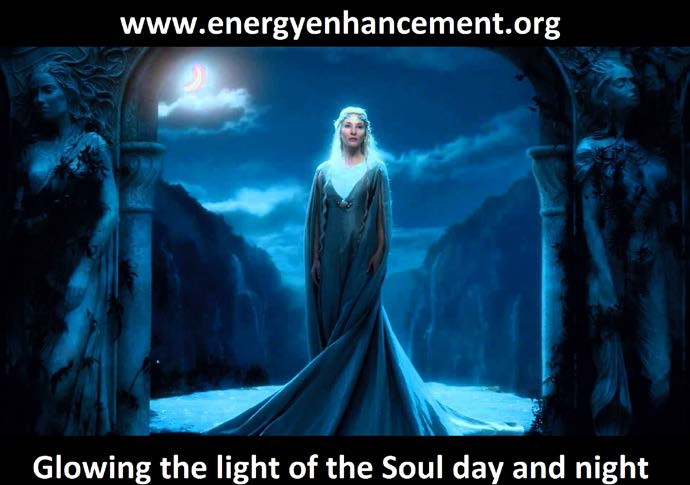 www.energyenhancement.org
Glowing the light of the Soul day and night